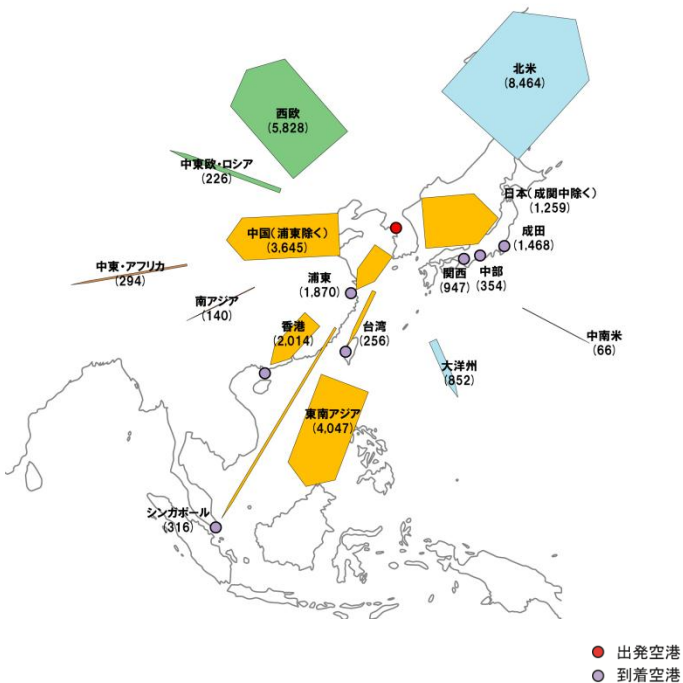 北米
(8,464)
西欧
(5,828)
中東欧・ロシア
(226)
日本(成関中除く)
(1,259)
中国(浦東除く)
(3,645)
成田
(1,468)
中東・アフリカ
(294)
浦東
(1,870)
関西
(947)
中部
(354)
南アジア
(140)
香港
(2,014)
台湾
(256)
中南米
(66)
大洋州
(852)
東南アジア
(4,047)
シンガポール
(316)
出発空港
到着空港